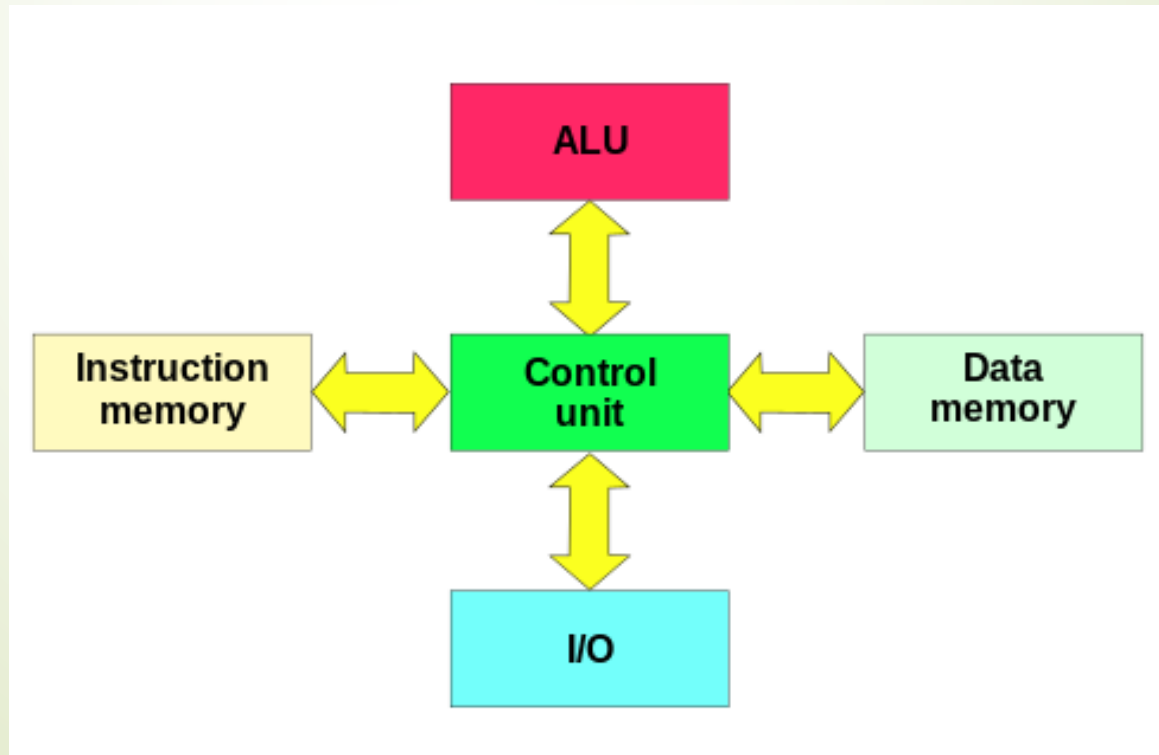 ALU
Instruction
memory
Control
unit
Data
memory
I/O